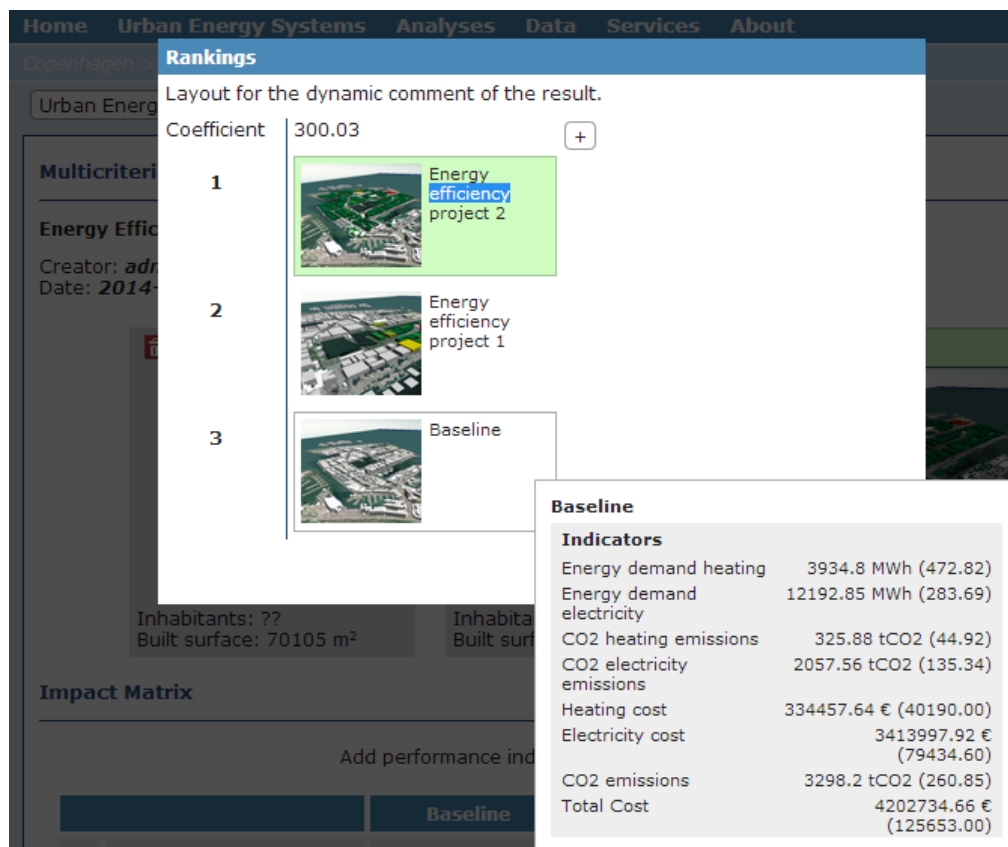 Home Urban Energy Systems Analyses Data Services About
Copenhagen >
Rankings
Urban Energ
Layout for the dynamic comment of the result.
Coefficient 300.03 +
Multicriteri
Energy Effic
Creator: adm
Date: 2014-
1 Energy
efficiency
project 2
2 Energy
efficiency
project 1
3 Baseline
Inhabitants: ??
Built surface: 70105 m²
Inhabita
Built surf
Baseline
Indicators
Energy demand heating 3934.8 MWh (472.82)
Energy demand 12192.85 MWh (283.69)
electricity
CO2 heating emissions 325.88 tCO2 (44.92)
CO2 electricity 2057.56 tCO2 (135.34)
emissions
Heating cost 334457.64 € (40190.00)
Electricity cost 3413997.92 €
(79434.60)
CO2 emissions 3298.2 tCO2 (260.85)
Total Cost 4202734.66 €
(125653.00)
Impact Matrix
Add performance ind
Baseline